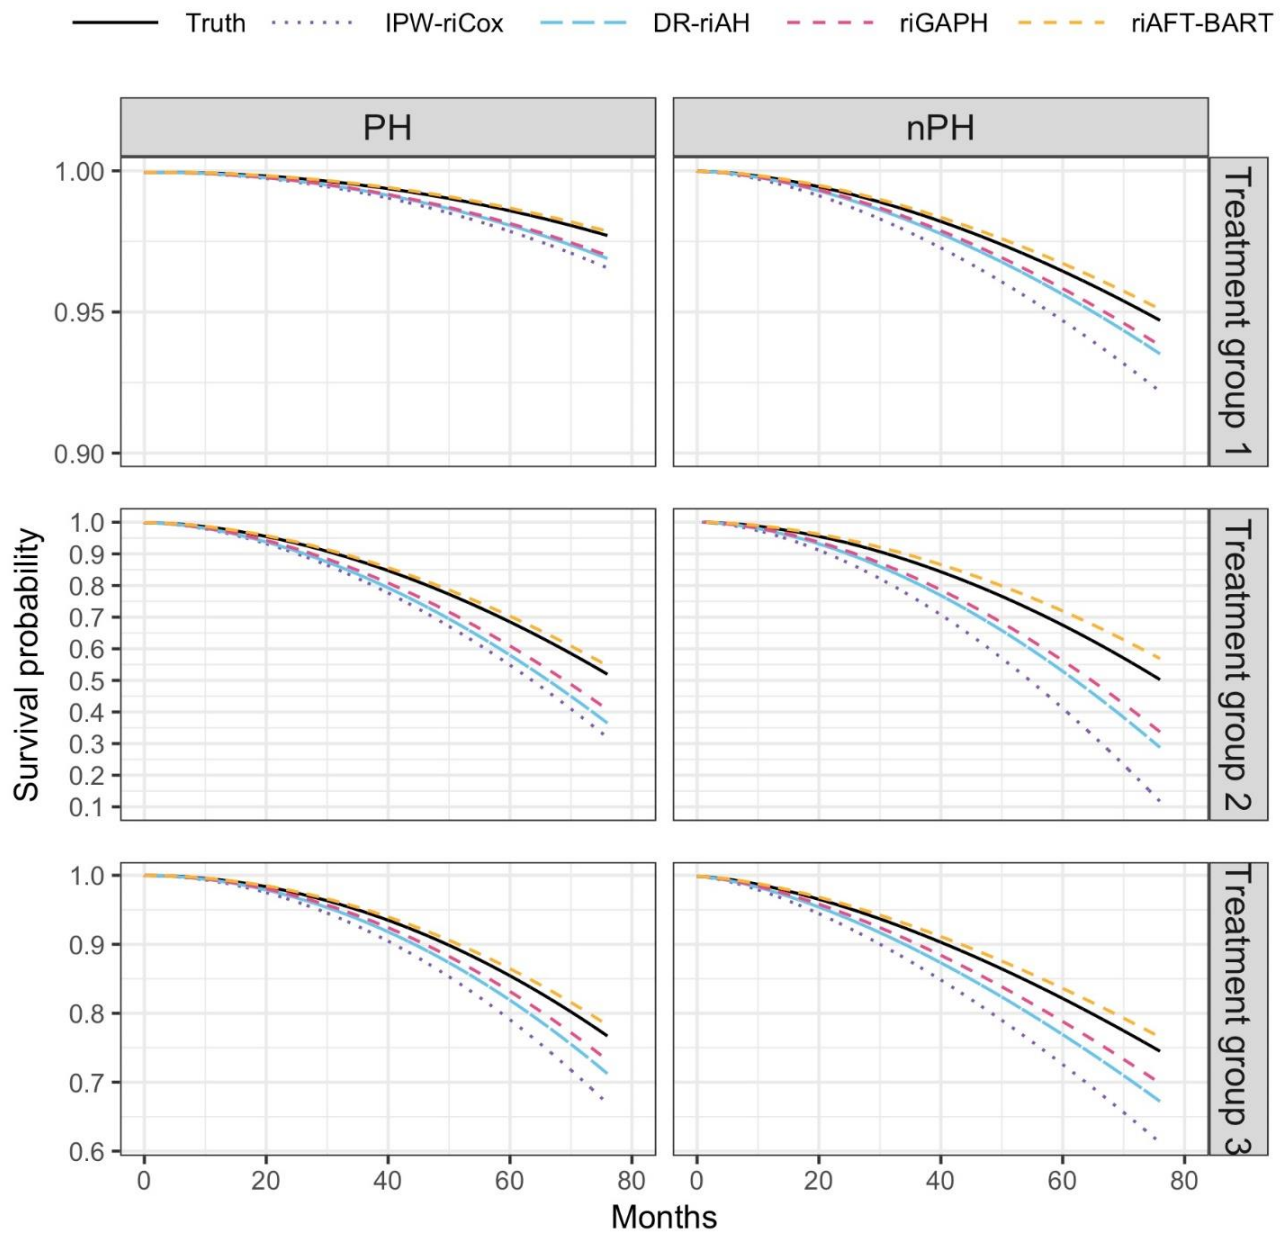 Truth IPW-riCox DR-riAH riGAPH riAFT-BART
PH nPH
1.00
0.95
0.90
Treatment group 1
Survival probability
1.0
0.9
0.8
0.7
0.6
0.5
0.4
0.3
0.2
0.1
Treatment group 2
1.0
0.9
0.8
0.7
0.6
Treatment group 3
0 20 40 60 80 0 20 40 60 80
Months